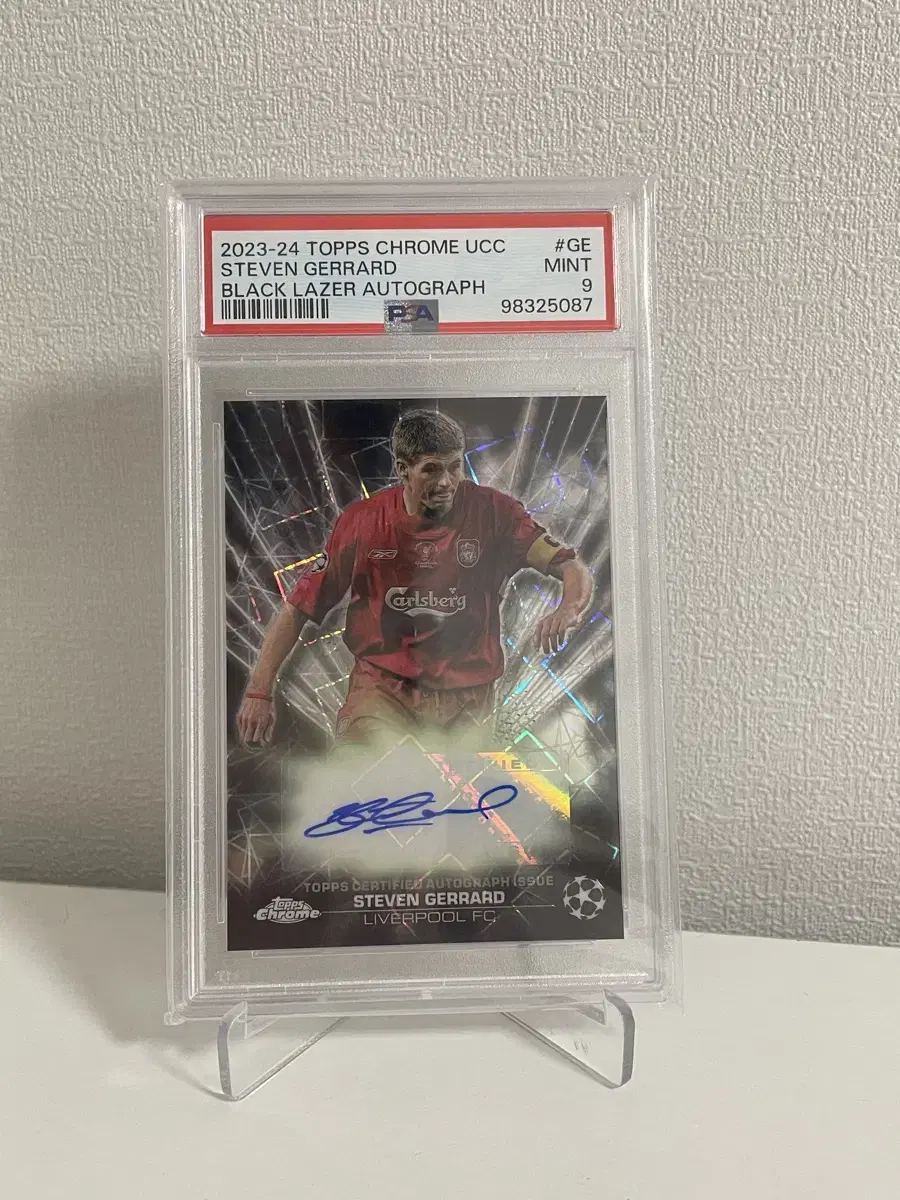 2023-24 TOPPS CHROME UCC #GE
STEVEN GERRARD MINT
BLACK LAZER AUTOGRAPH 9
PSA 98325087
Carlsberg
TOPPS CERTIFIED AUTOGRAPH ISSUE
STEVEN GERRARD
Topps Chrome
LIVERPOOL FC